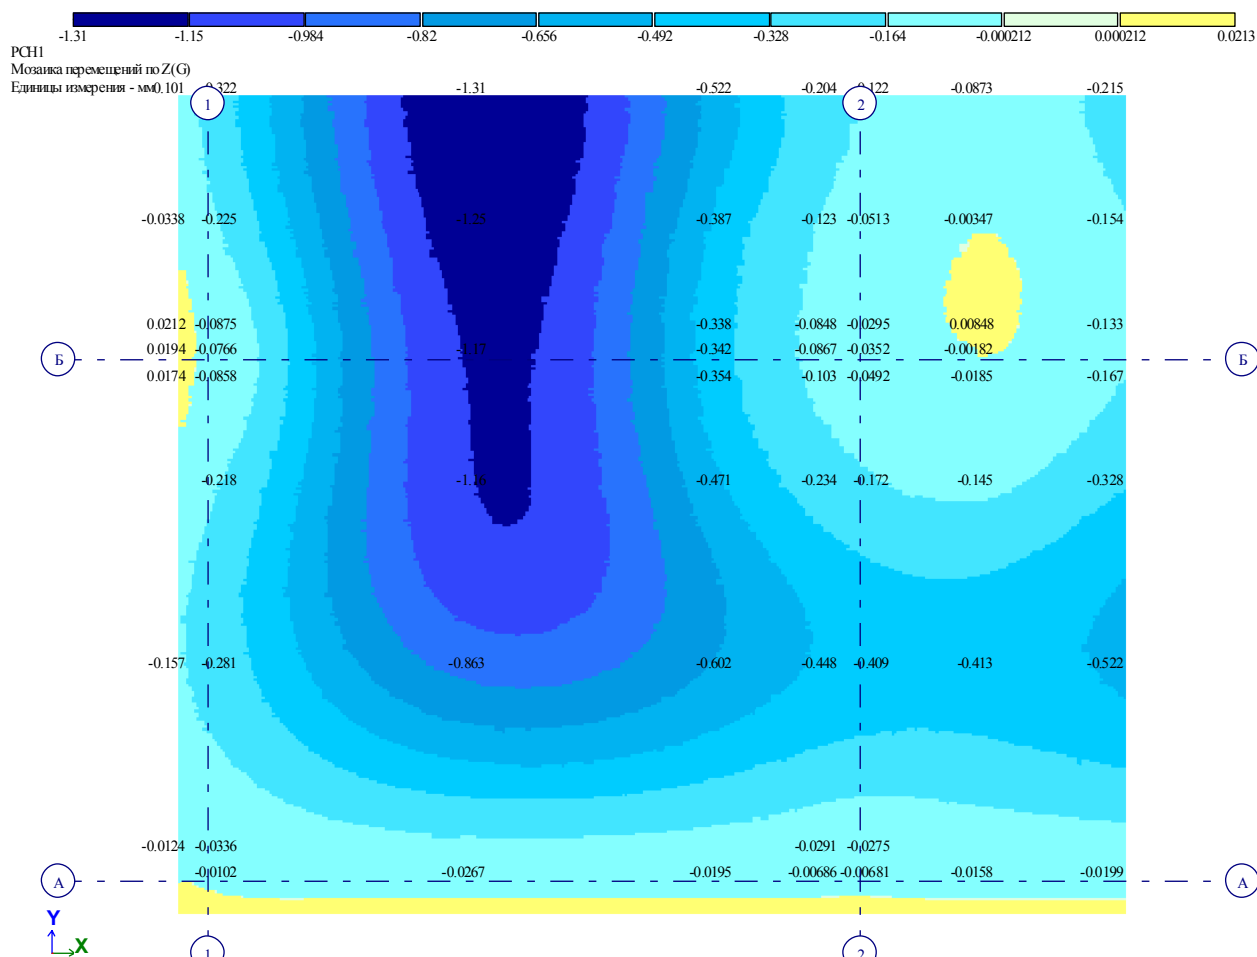 -1.31 -1.15 -0.984 -0.82 -0.656 -0.492 -0.328 -0.164 -0.000212 0.000212 0.0213
РСН1
Мозаика перемещений по Z(G)
Единицы измерения - мм 0.101 -0.322 -1.31 -0.522 -0.204 -0.122 -0.0873 -0.215
1 2
-0.0338 -0.225 -1.25 -0.387 -0.123 -0.0513 -0.00347 -0.154
0.0212 -0.0875 -0.338 -0.0848 -0.0295 0.00848 -0.133
Б 0.0194 -0.0766 -1.17 -0.342 -0.0867 -0.0352 -0.00182 Б
0.0174 -0.0858 -0.354 -0.103 -0.0492 -0.0185 -0.167
-0.218 -1.16 -0.471 -0.234 -0.172 -0.145 -0.328
-0.157 -0.281 -0.863 -0.602 -0.448 -0.409 -0.413 -0.522
-0.0124 -0.0336 -0.0291 -0.0275
А -0.0102 -0.0267 -0.0195 -0.00686 -0.00681 -0.0158 -0.0199 А
Y
X
1 2